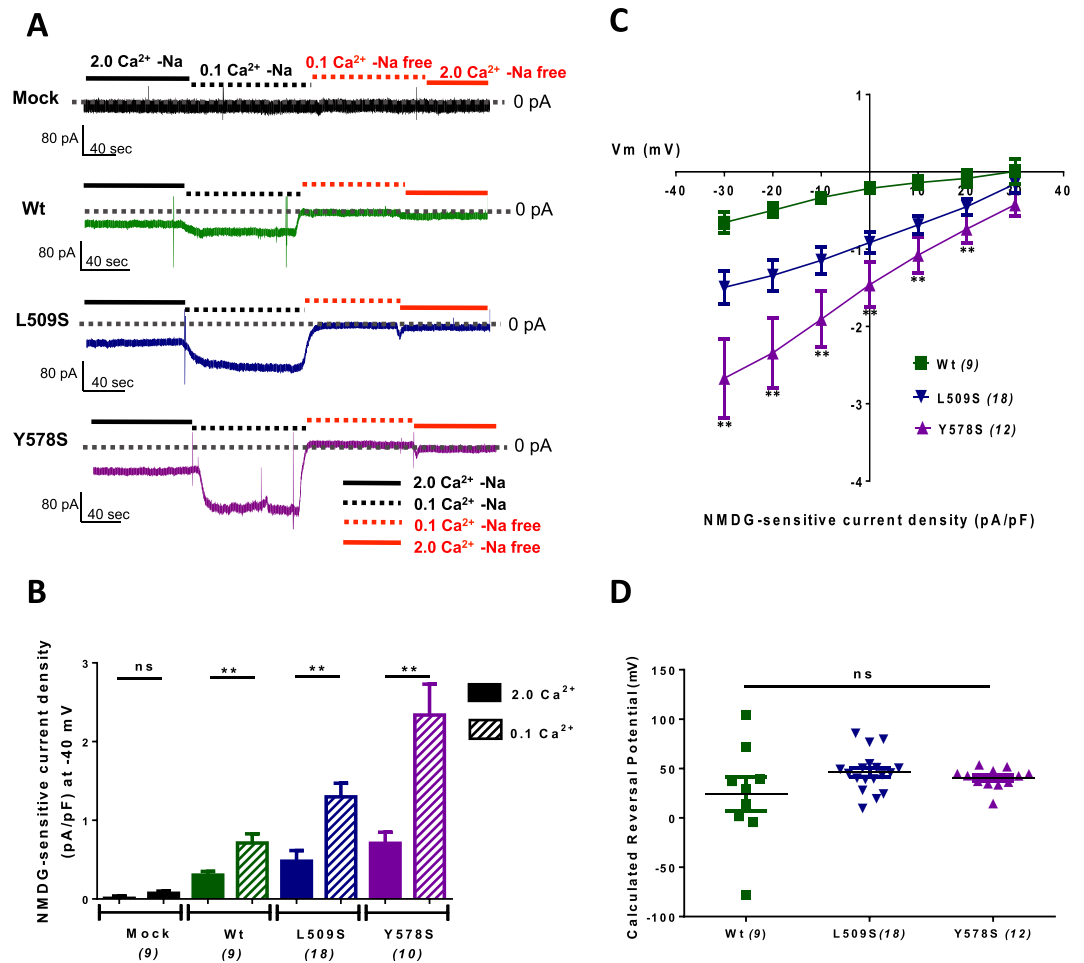 A
2.0 Ca²⁺ -Na
0.1 Ca²⁺ -Na
0.1 Ca²⁺ -Na free
2.0 Ca²⁺ -Na free
Mock
0 pA
80 pA
40 sec
Wt
0 pA
80 pA
40 sec
L509S
0 pA
80 pA
40 sec
Y578S
0 pA
80 pA
40 sec
2.0 Ca²⁺ -Na
0.1 Ca²⁺ -Na
0.1 Ca²⁺ -Na free
2.0 Ca²⁺ -Na free
B
NMDG-sensitive current density
(pA/pF) at -40 mV
3
2
1
0
ns
**
**
**
2.0 Ca²⁺
0.1 Ca²⁺
Mock
(9)
Wt
(9)
L509S
(18)
Y578S
(10)
C
1
Vm (mV)
-40 -30 -20 -10 10 20 30 40
-1
-2
-3
-4
**
**
**
**
**
**
Wt (9)
L509S (18)
Y578S (12)
NMDG-sensitive current density (pA/pF)
D
Calculated Reversal Potential (mV)
150
100
50
0
-50
-100
ns
Wt (9)
L509S (18)
Y578S (12)